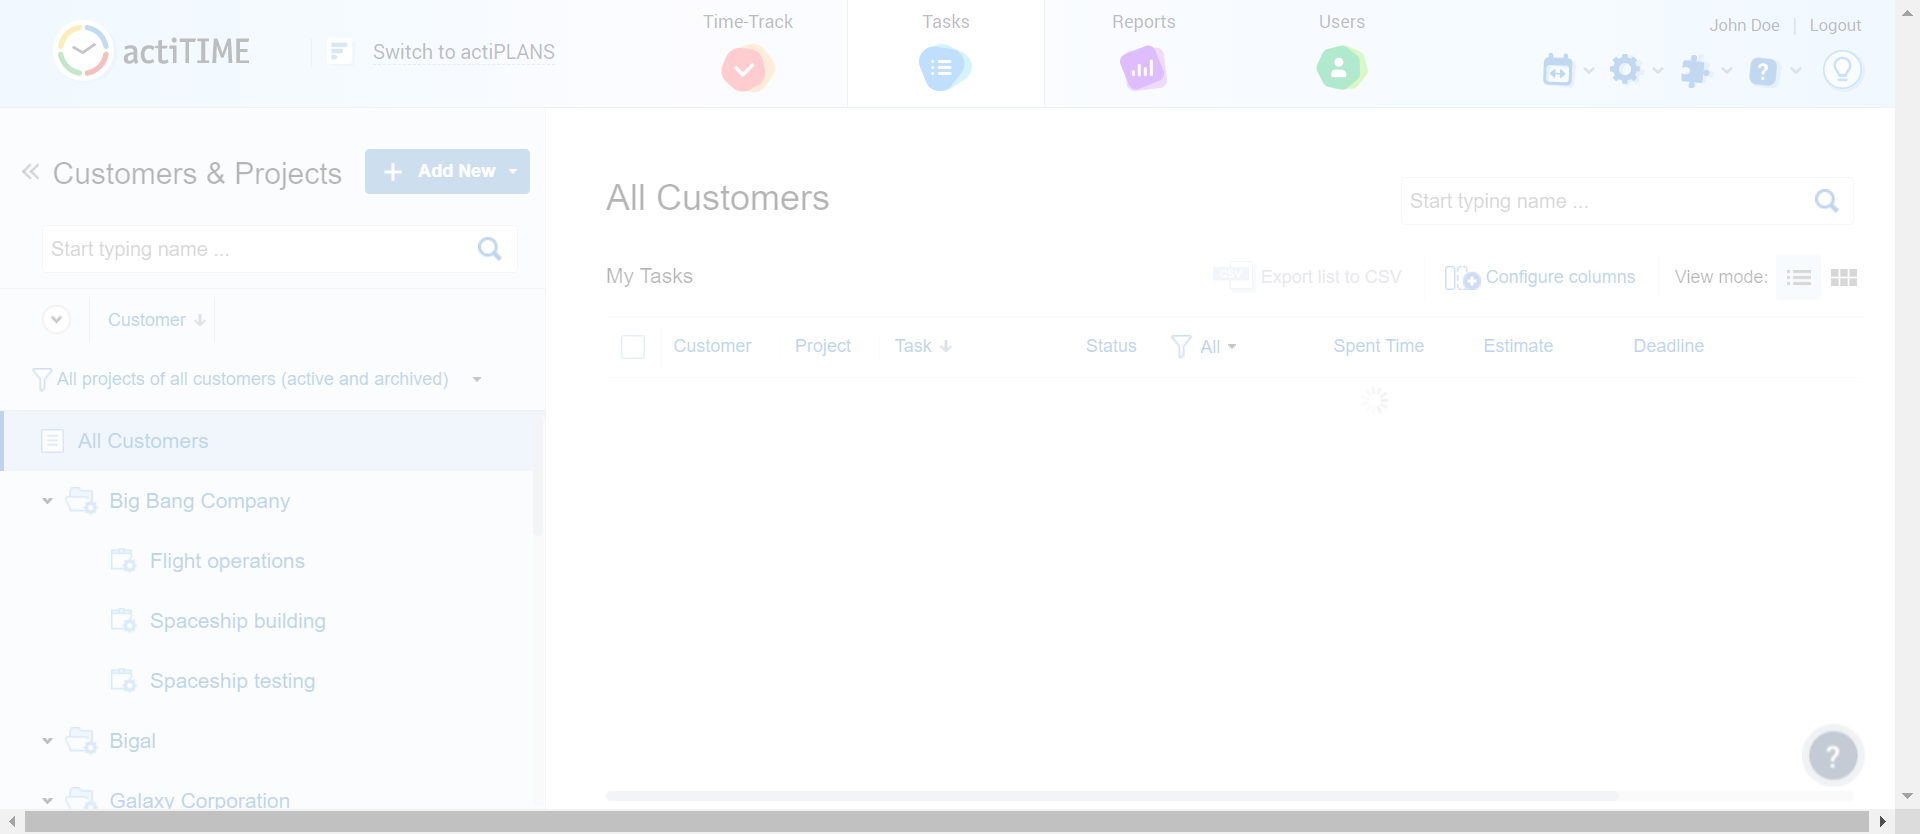 actiTIME
Switch to actiPLANS
Time-Track
Tasks
Reports
Users
John Doe
Logout
Customers & Projects
Add New
Start typing name ...
Customer
All projects of all customers (active and archived)
All Customers
Big Bang Company
Flight operations
Spaceship building
Spaceship testing
Bigal
Galaxy Corporation
All Customers
Start typing name ...
My Tasks
CSV
Export list to CSV
Configure columns
View mode:
Customer
Project
Task
Status
All
Spent Time
Estimate
Deadline
?
?